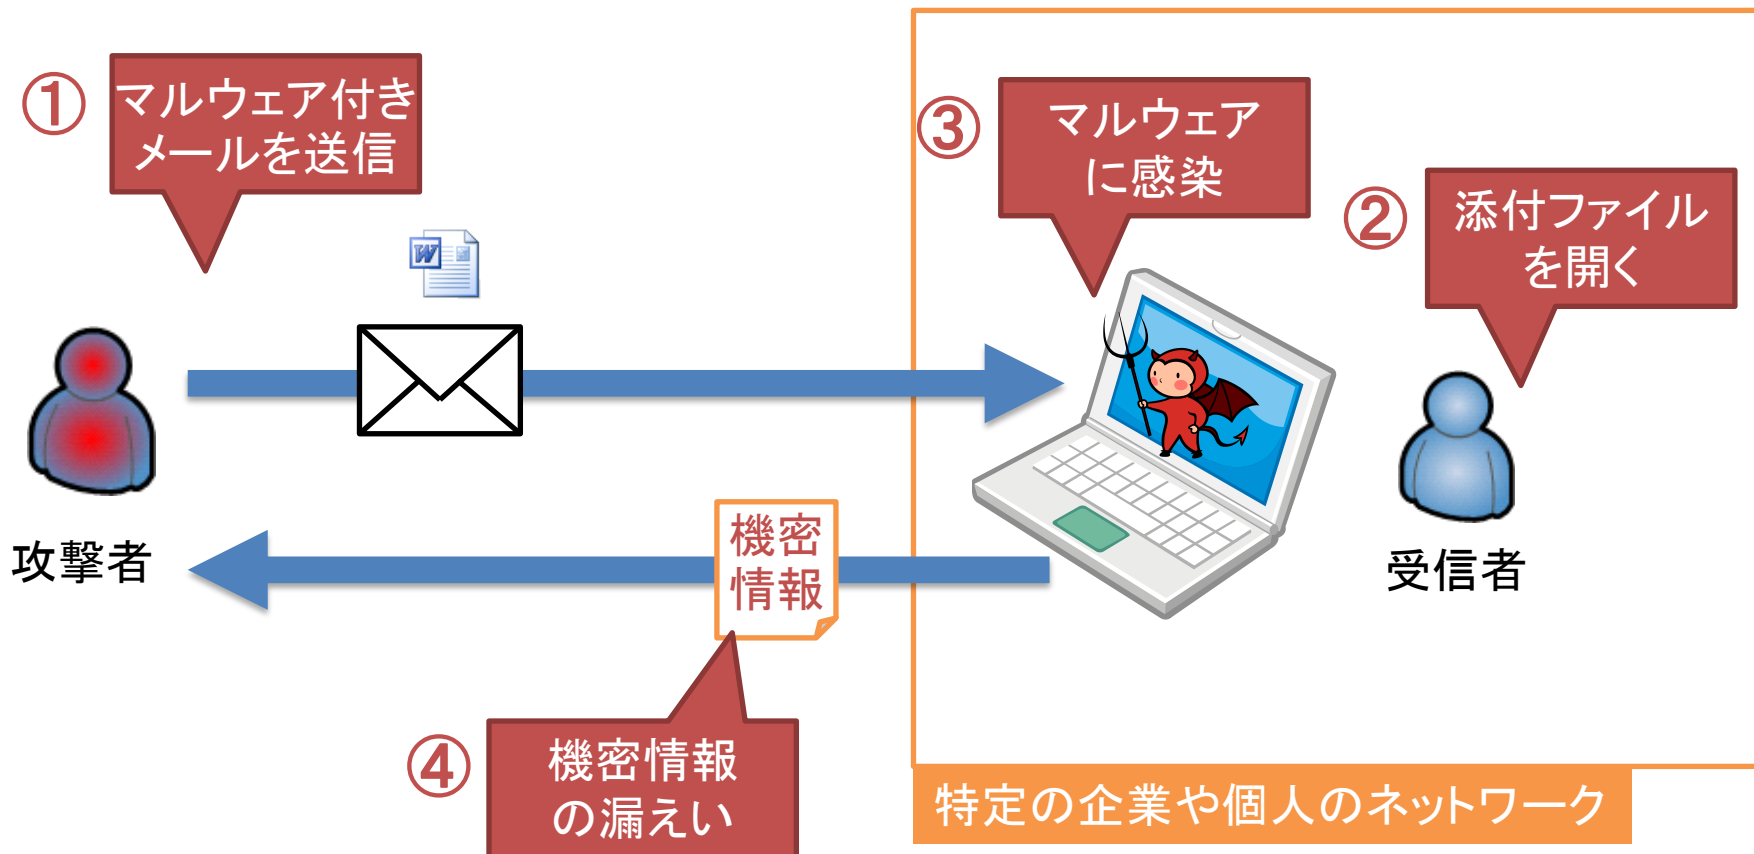 ①
マルウェア付き
メールを送信
③
マルウェア
に感染
②
添付ファイル
を開く
W
攻撃者
機密
情報
受信者
④
機密情報
の漏えい
特定の企業や個人のネットワーク